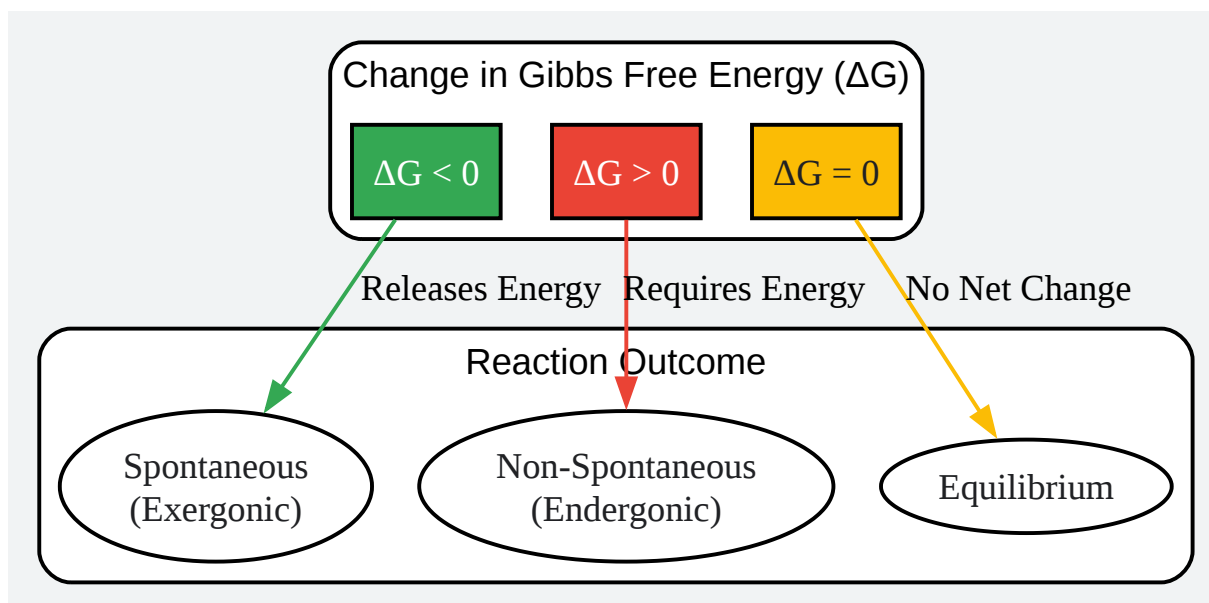 Change in Gibbs Free Energy (ΔG)
ΔG < 0
ΔG > 0
ΔG = 0
Releases Energy
Requires Energy
No Net Change
Reaction Outcome
Spontaneous
(Exergonic)
Non-Spontaneous
(Endergonic)
Equilibrium